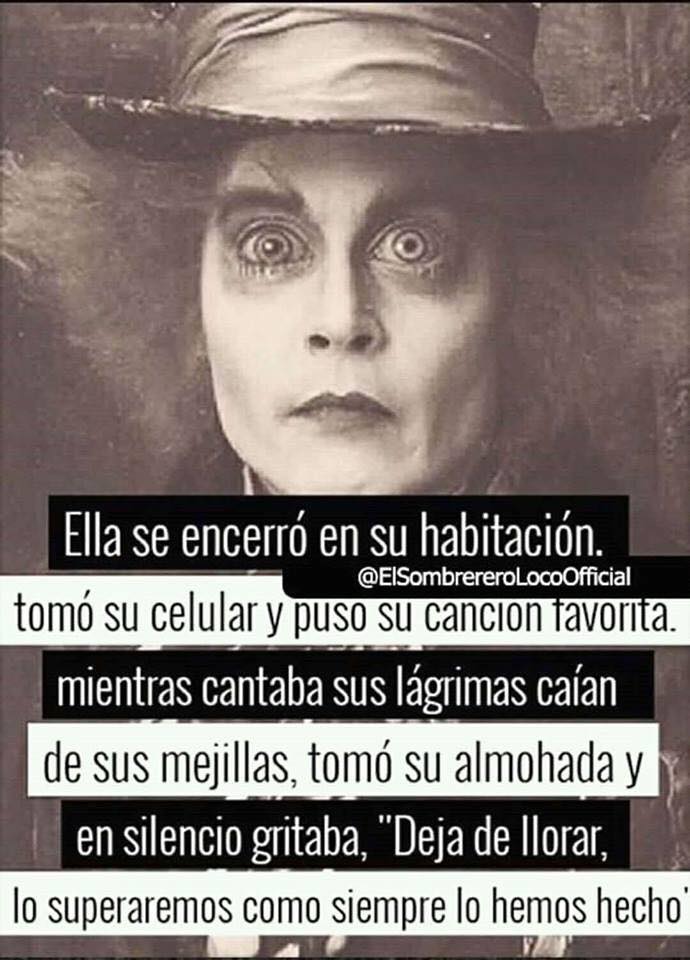 Ella se encerró en su habitación.
@ElSombrereroLocoOfficial
tomó su celular y puso su canción favorita.
mientras cantaba sus lágrimas caían
de sus mejillas, tomó su almohada y
en silencio gritaba, "Deja de llorar,
lo superaremos como siempre lo hemos hecho"